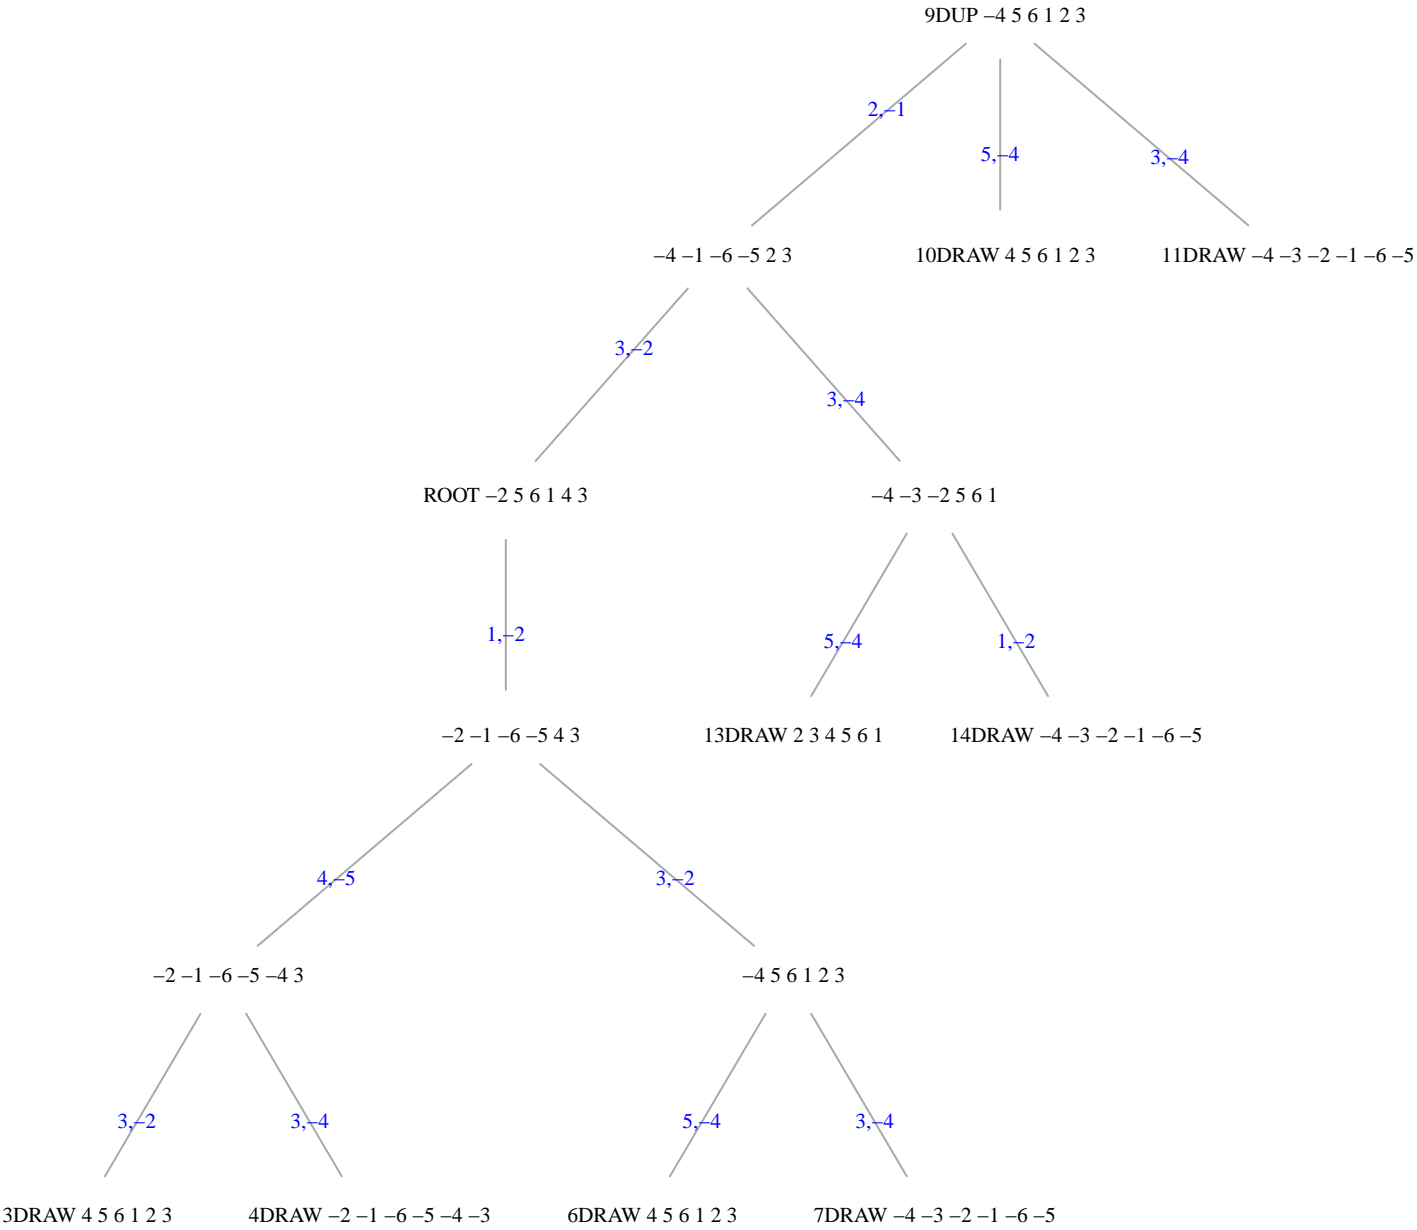 9DUP –4 5 6 1 2 3
2,–1
5,–4
3,–4
–4 –1 –6 –5 2 3
10DRAW 4 5 6 1 2 3
11DRAW –4 –3 –2 –1 –6 –5
3,–2
3,–4
ROOT –2 5 6 1 4 3
–4 –3 –2 5 6 1
1,–2
5,–4
1,–2
–2 –1 –6 –5 4 3
13DRAW 2 3 4 5 6 1
14DRAW –4 –3 –2 –1 –6 –5
4,–5
3,–2
–2 –1 –6 –5 –4 3
–4 5 6 1 2 3
3,–2
3,–4
5,–4
3,–4
3DRAW 4 5 6 1 2 3
4DRAW –2 –1 –6 –5 –4 –3
6DRAW 4 5 6 1 2 3
7DRAW –4 –3 –2 –1 –6 –5